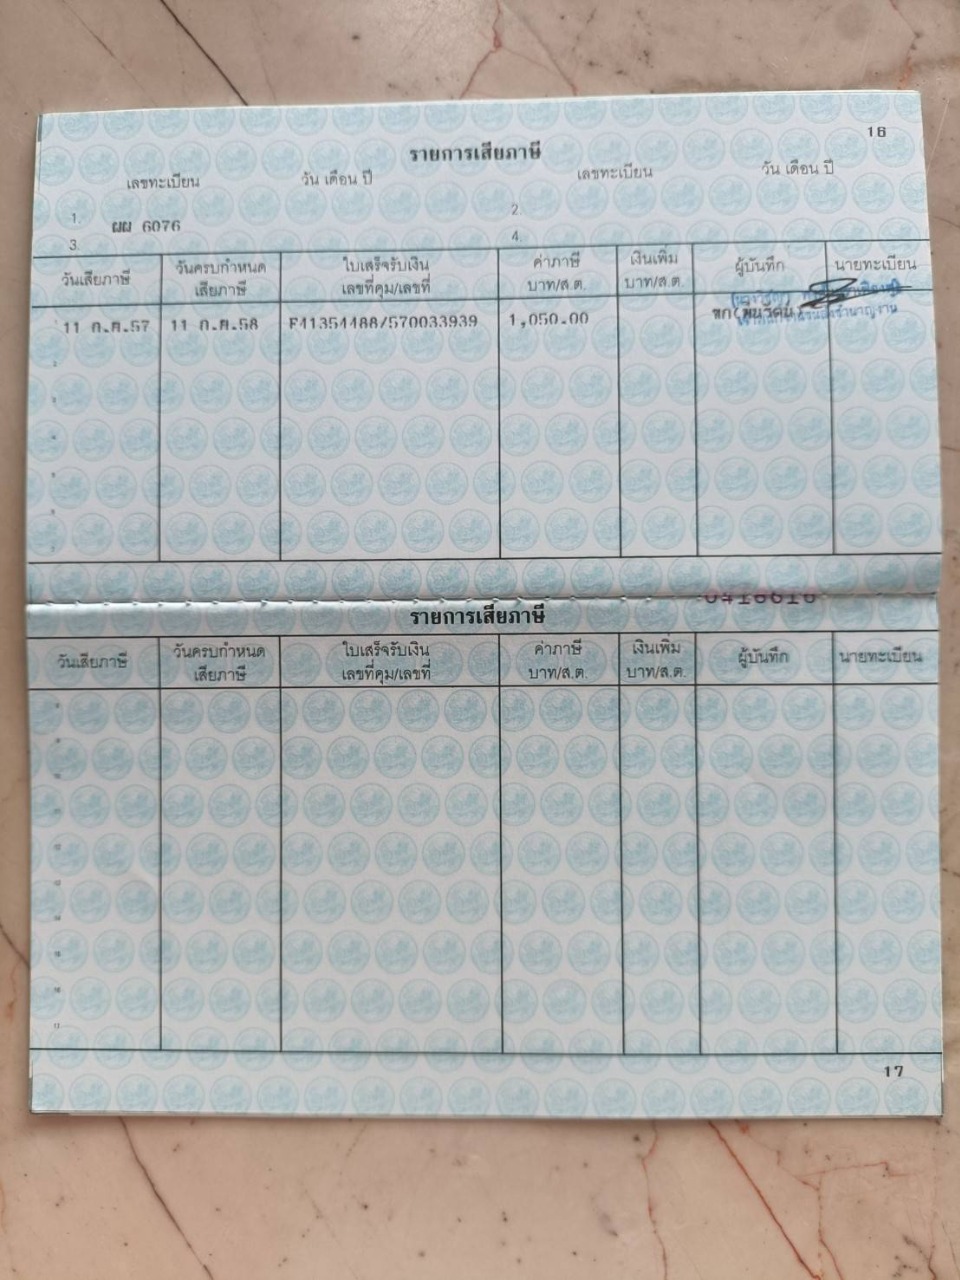 16
รายการเสียภาษี
เลขทะเบียน วัน เดือน ปี เลขทะเบียน วัน เดือน ปี
1. ผผ 6076 2.
3. 4.
วันเสียภาษี วันครบกำหนด เสียภาษี ใบเสร็จรับเงิน เลขที่คุม/เลขที่ ค่าภาษี บาท/ส.ต. เงินเพิ่ม บาท/ส.ต. ผู้บันทึก นายทะเบียน
11 ก.ค.57 11 ก.ค.58 F41354488/570033939 1,050.00
0416616
รายการเสียภาษี
วันเสียภาษี วันครบกำหนด เสียภาษี ใบเสร็จรับเงิน เลขที่คุม/เลขที่ ค่าภาษี บาท/ส.ต. เงินเพิ่ม บาท/ส.ต. ผู้บันทึก นายทะเบียน
17